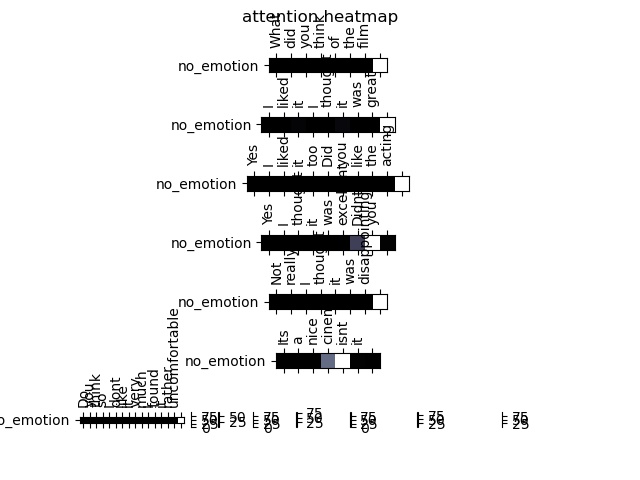 attention heatmap
What did you think of the film
no_emotion
I liked it I thought it was great
no_emotion
Yes I liked it too Did you like the acting
no_emotion
Yes I thought it was excellent Didnt you
no_emotion
Not really I thought it was disappointing
no_emotion
Its a nice cinema isnt it
no_emotion
Do you think so I dont like it very much I found it rather uncomfortable
no_emotion